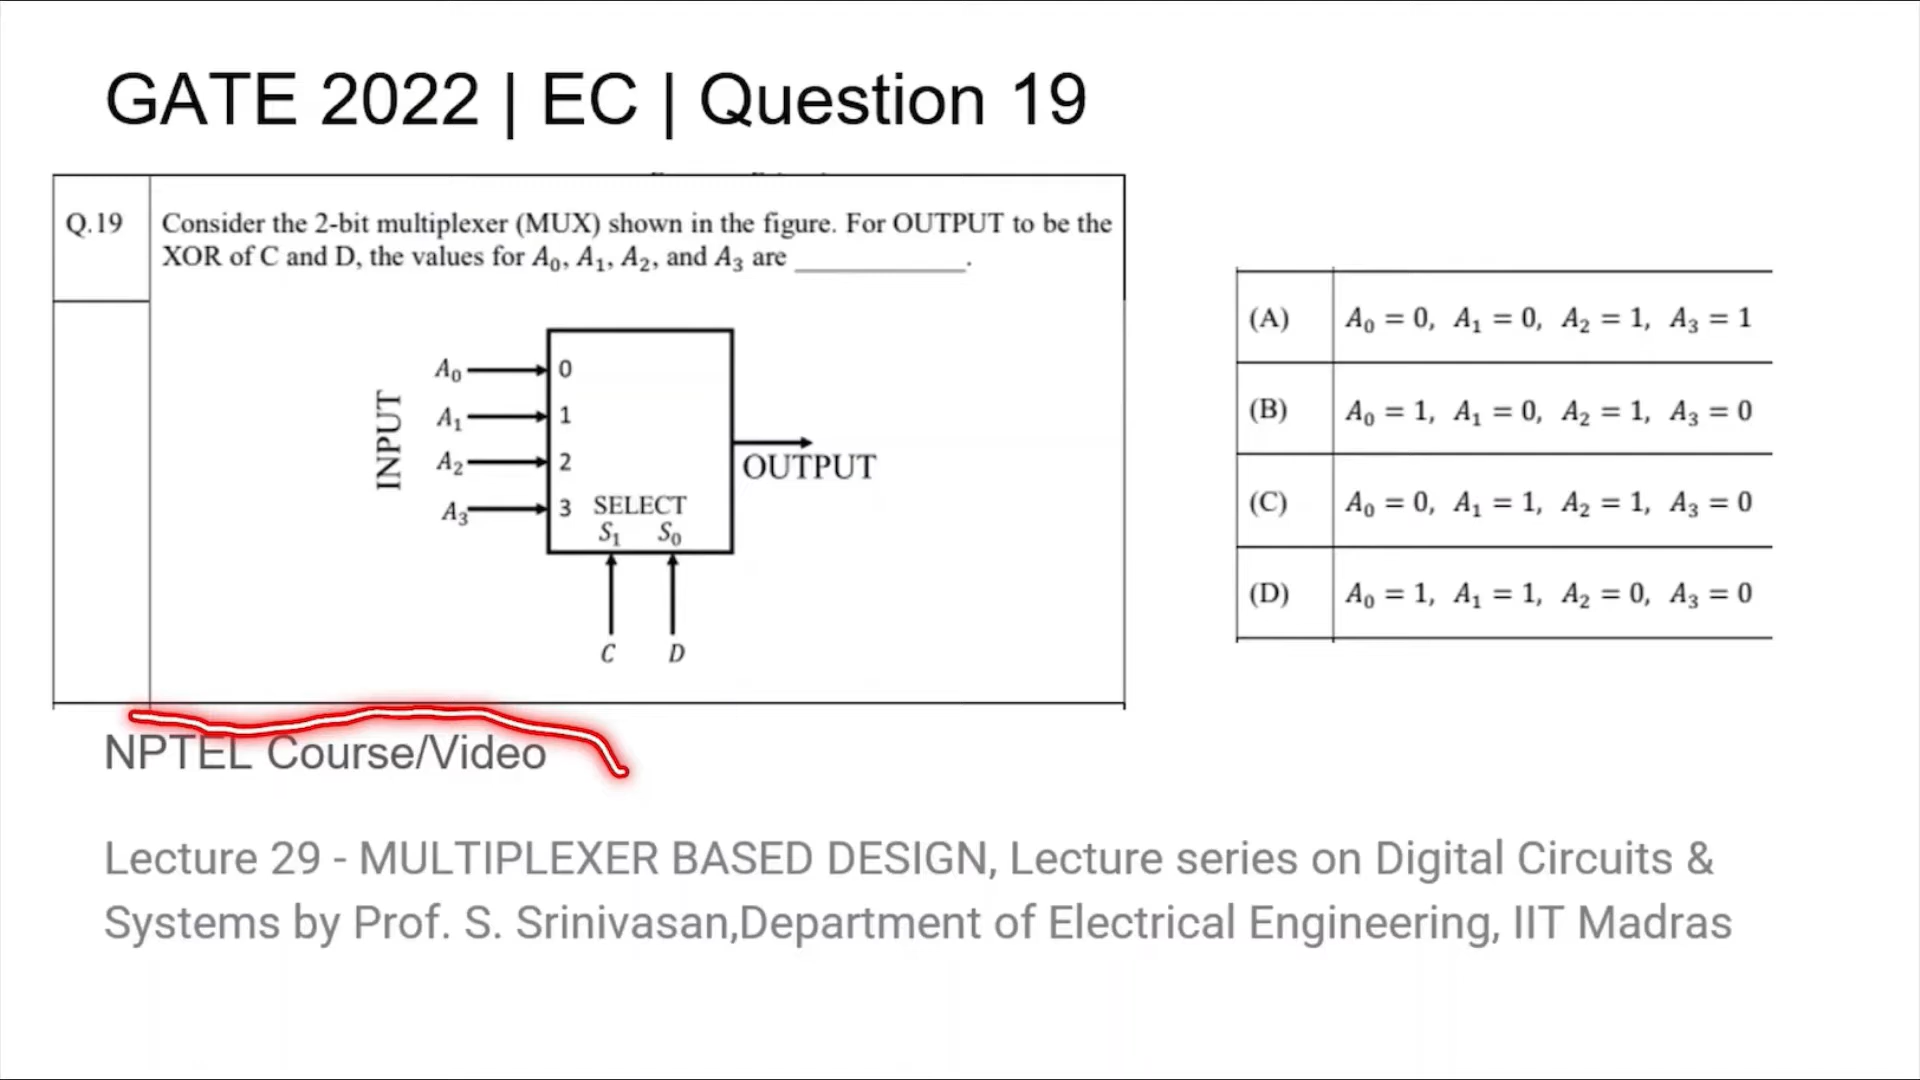 GATE 2022 | EC | Question 19
Q.19
Consider the 2-bit multiplexer (MUX) shown in the figure. For OUTPUT to be the
XOR of C and D, the values for A₀, A₁, A₂, and A₃ are ____________.
INPUT
A₀ 0
A₁ 1
A₂ 2
A₃ 3 SELECT
S₁ S₀
OUTPUT
C D
(A) A₀ = 0, A₁ = 0, A₂ = 1, A₃ = 1
(B) A₀ = 1, A₁ = 0, A₂ = 1, A₃ = 0
(C) A₀ = 0, A₁ = 1, A₂ = 1, A₃ = 0
(D) A₀ = 1, A₁ = 1, A₂ = 0, A₃ = 0
NPTEL Course/Video
Lecture 29 - MULTIPLEXER BASED DESIGN, Lecture series on Digital Circuits &
Systems by Prof. S. Srinivasan,Department of Electrical Engineering, IIT Madras